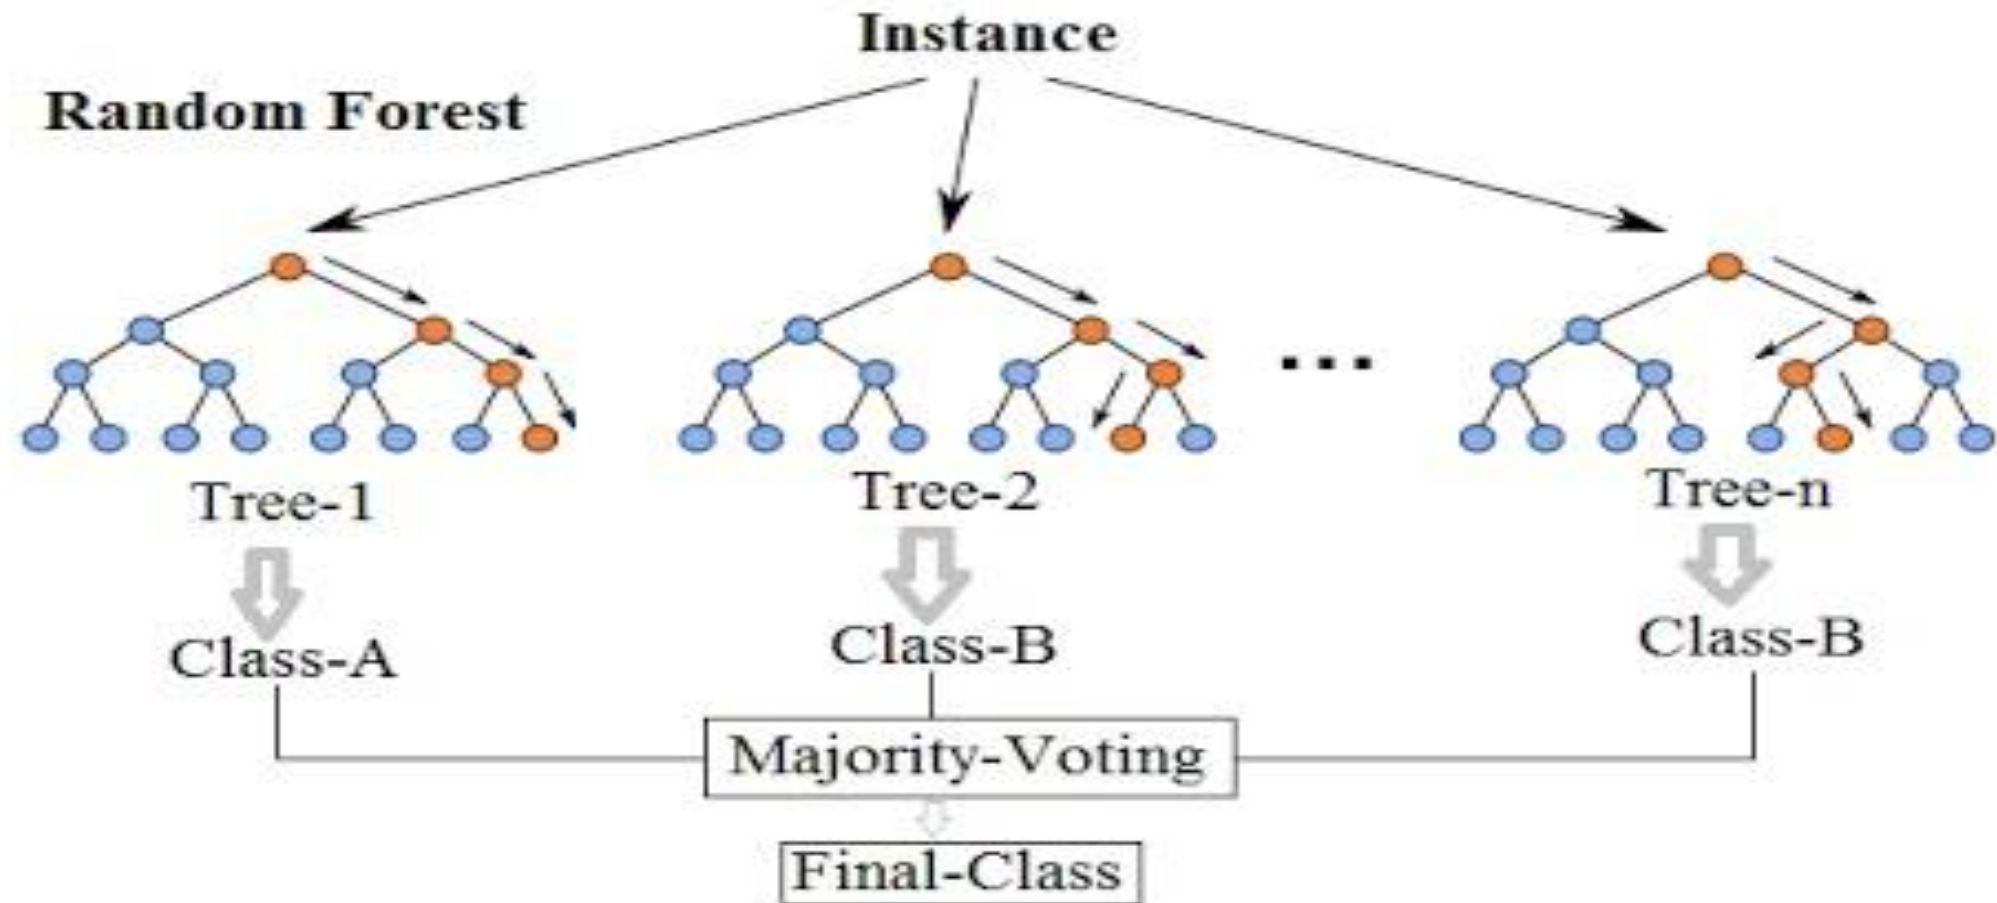 Instance
Random Forest
...
Tree-1
Tree-2
Tree-n
Class-A
Class-B
Class-B
Majority-Voting
Final-Class